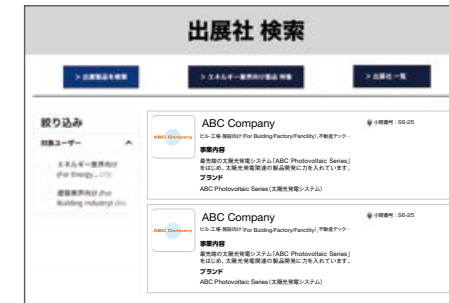 出展社 検索
> 出展製品を検索
> エネルギー業界向け製品 特集
> 出展社 一覧
絞り込み
対象ユーザー
エネルギー業界向け
(For Energy...
建築業界向け (For
Building Industry)
ABC Company
小間番号：S6-25
ABC Company
ビル·工場·施設向け(For Buiding/Factory/Fancility),不動産テック···
事業内容
最先端の太陽光発電システム「ABC Photovoltaic Series」
をはじめ、太陽光発電関連の製品開発に力を入れています。
ブランド
ABC Photovoltaic Series（太陽光発電システム）
ABC Company
小間番号：S6-25
ABC Company
ビル·工場·施設向け(For Buiding/Factory/Fancility),不動産テック···
事業内容
最先端の太陽光発電システム「ABC Photovoltaic Series」
をはじめ、太陽光発電関連の製品開発に力を入れています。
ブランド
ABC Photovoltaic Series（太陽光発電システム）